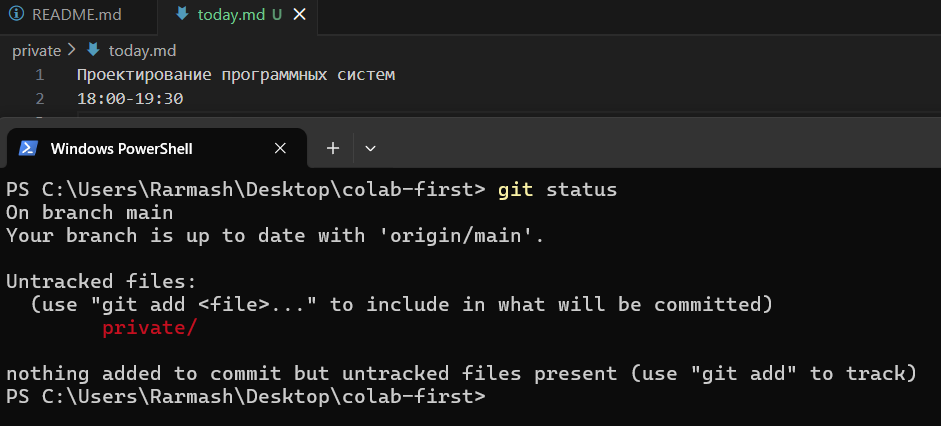 README.md today.md U
private > today.md
1 Проектирование программных систем
2 18:00-19:30
Windows PowerShell
PS C:\Users\Rarmash\Desktop\colab-first> git status
On branch main
Your branch is up to date with 'origin/main'.
Untracked files:
(use "git add <file>..." to include in what will be committed)
private/
nothing added to commit but untracked files present (use "git add" to track)
PS C:\Users\Rarmash\Desktop\colab-first>